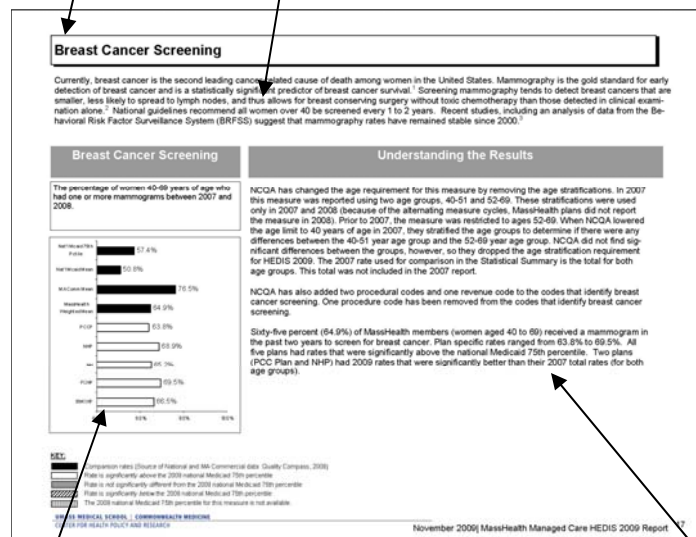 Breast Cancer Screening
Currently, breast cancer is the second leading cancer-related cause of death among women in the United States. Mammography is the gold standard for early
detection of breast cancer and is a statistically significant predictor of breast cancer survival.¹ Screening mammography tends to detect breast cancers that are
smaller, less likely to spread to lymph nodes, and thus allows for breast conserving surgery without toxic chemotherapy than those detected in clinical exami-
nation alone.² National guidelines recommend all women over 40 be screened every 1 to 2 years. Recent studies, including an analysis of data from the Be-
havioral Risk Factor Surveillance System (BRFSS) suggest that mammography rates have remained stable since 2000.³
Breast Cancer Screening
The percentage of women 40-69 years of age who
had one or more mammograms between 2007 and
2008.
57.4%
50.8%
MA Comm Mean 76.5%
MassHealth
Weighted Mean
64.9%
PCCP 63.8%
NHP 68.9%
65.2%
FCHP 69.5%
BMCHP 66.5%
Understanding the Results
NCQA has changed the age requirement for this measure by removing the age stratifications. In 2007
this measure was reported using two age groups, 40-51 and 52-69. These stratifications were used
only in 2007 and 2008 (because of the alternating measure cycles, MassHealth plans did not report
the measure in 2008). Prior to 2007, the measure was restricted to ages 52-69. When NCQA lowered
the age limit to 40 years of age in 2007, they stratified the age groups to determine if there were any
differences between the 40-51 year age group and the 52-69 year age group. NCQA did not find sig-
nificant differences between the groups, however, so they dropped the age stratification requirement
for HEDIS 2009. The 2007 rate used for comparison in the Statistical Summary is the total for both
age groups. This total was not included in the 2007 report.
NCQA has also added two procedural codes and one revenue code to the codes that identify breast
cancer screening. One procedure code has been removed from the codes that identify breast cancer
screening.
Sixty-five percent (64.9%) of MassHealth members (women aged 40 to 69) received a mammogram in
the past two years to screen for breast cancer. Plan specific rates ranged from 63.8% to 69.5%. All
five plans had rates that were significantly above the national Medicaid 75th percentile. Two plans
(PCC Plan and NHP) had 2009 rates that were significantly better than their 2007 total rates (for both
age groups).
KEY:
Comparison rates (Source of National and MA Commercial data: Quality Compass, 2008)
Rate is significantly above the 2008 national Medicaid 75th percentile
Rate is not significantly different from the 2008 national Medicaid 75th percentile
Rate is significantly below the 2008 national Medicaid 75th percentile
The 2008 national Medicaid 75th percentile for this measure is not available
UMASS MEDICAL SCHOOL | COMMONWEALTH MEDICINE
CENTER FOR HEALTH POLICY AND RESEARCH
November 2009| MassHealth Managed Care HEDIS 2009 Report 17